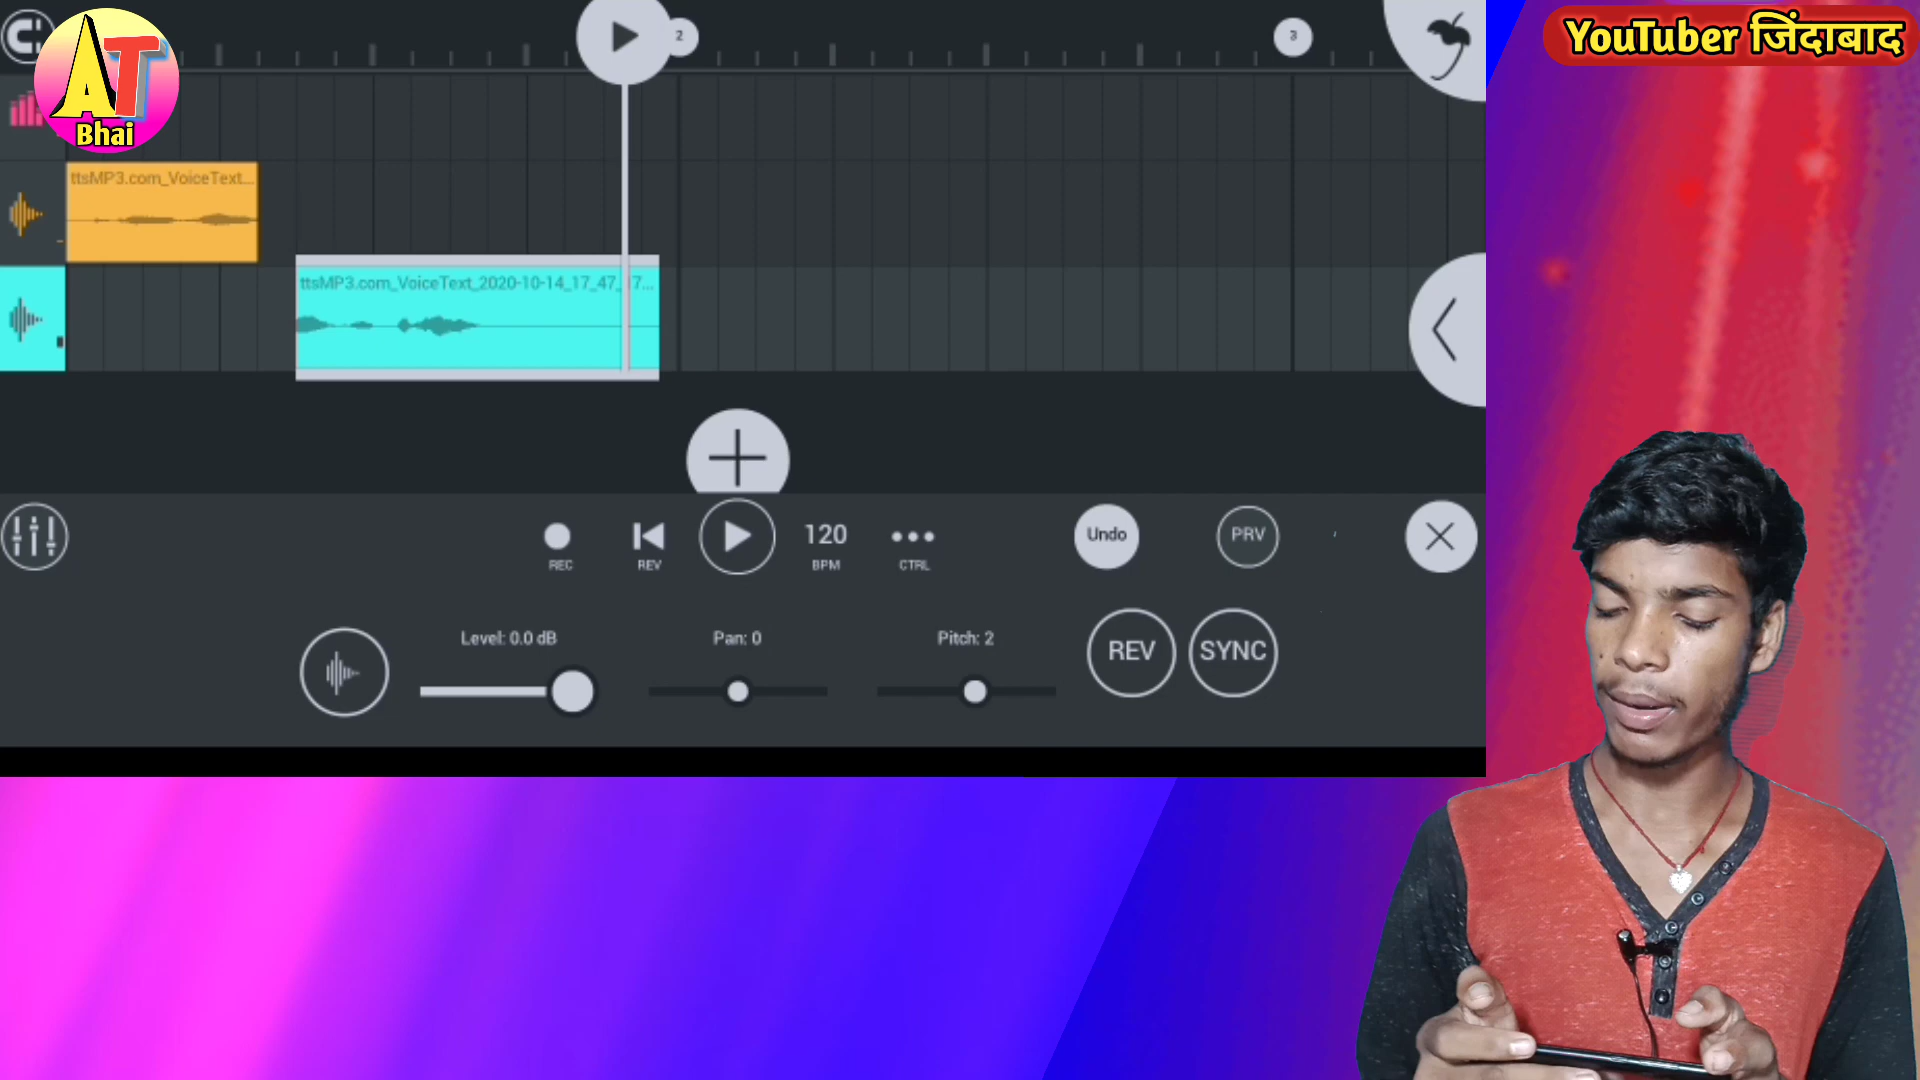 AT
Bhai
2
3
YouTuber जिंदाबाद
ttsMP3.com_VoiceText...
ttsMP3.com_VoiceText_2020-10-14_17_47_17...
REC
REV
120
BPM
CTRL
Undo
PRV
Level: 0.0 dB
Pan: 0
Pitch: 2
REV
SYNC